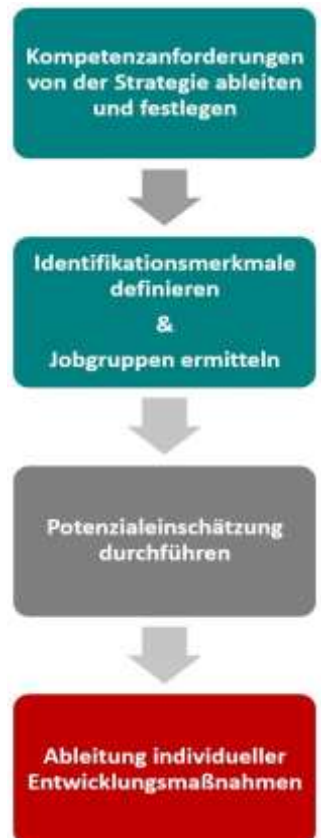 Kompetenzanforderungen
von der Strategie ableiten
und festlegen
Identifikationsmerkmale
definieren
&
Jobgruppen ermitteln
Potenzialeinschätzung
durchführen
Ableitung individueller
Entwicklungsmaßnahmen